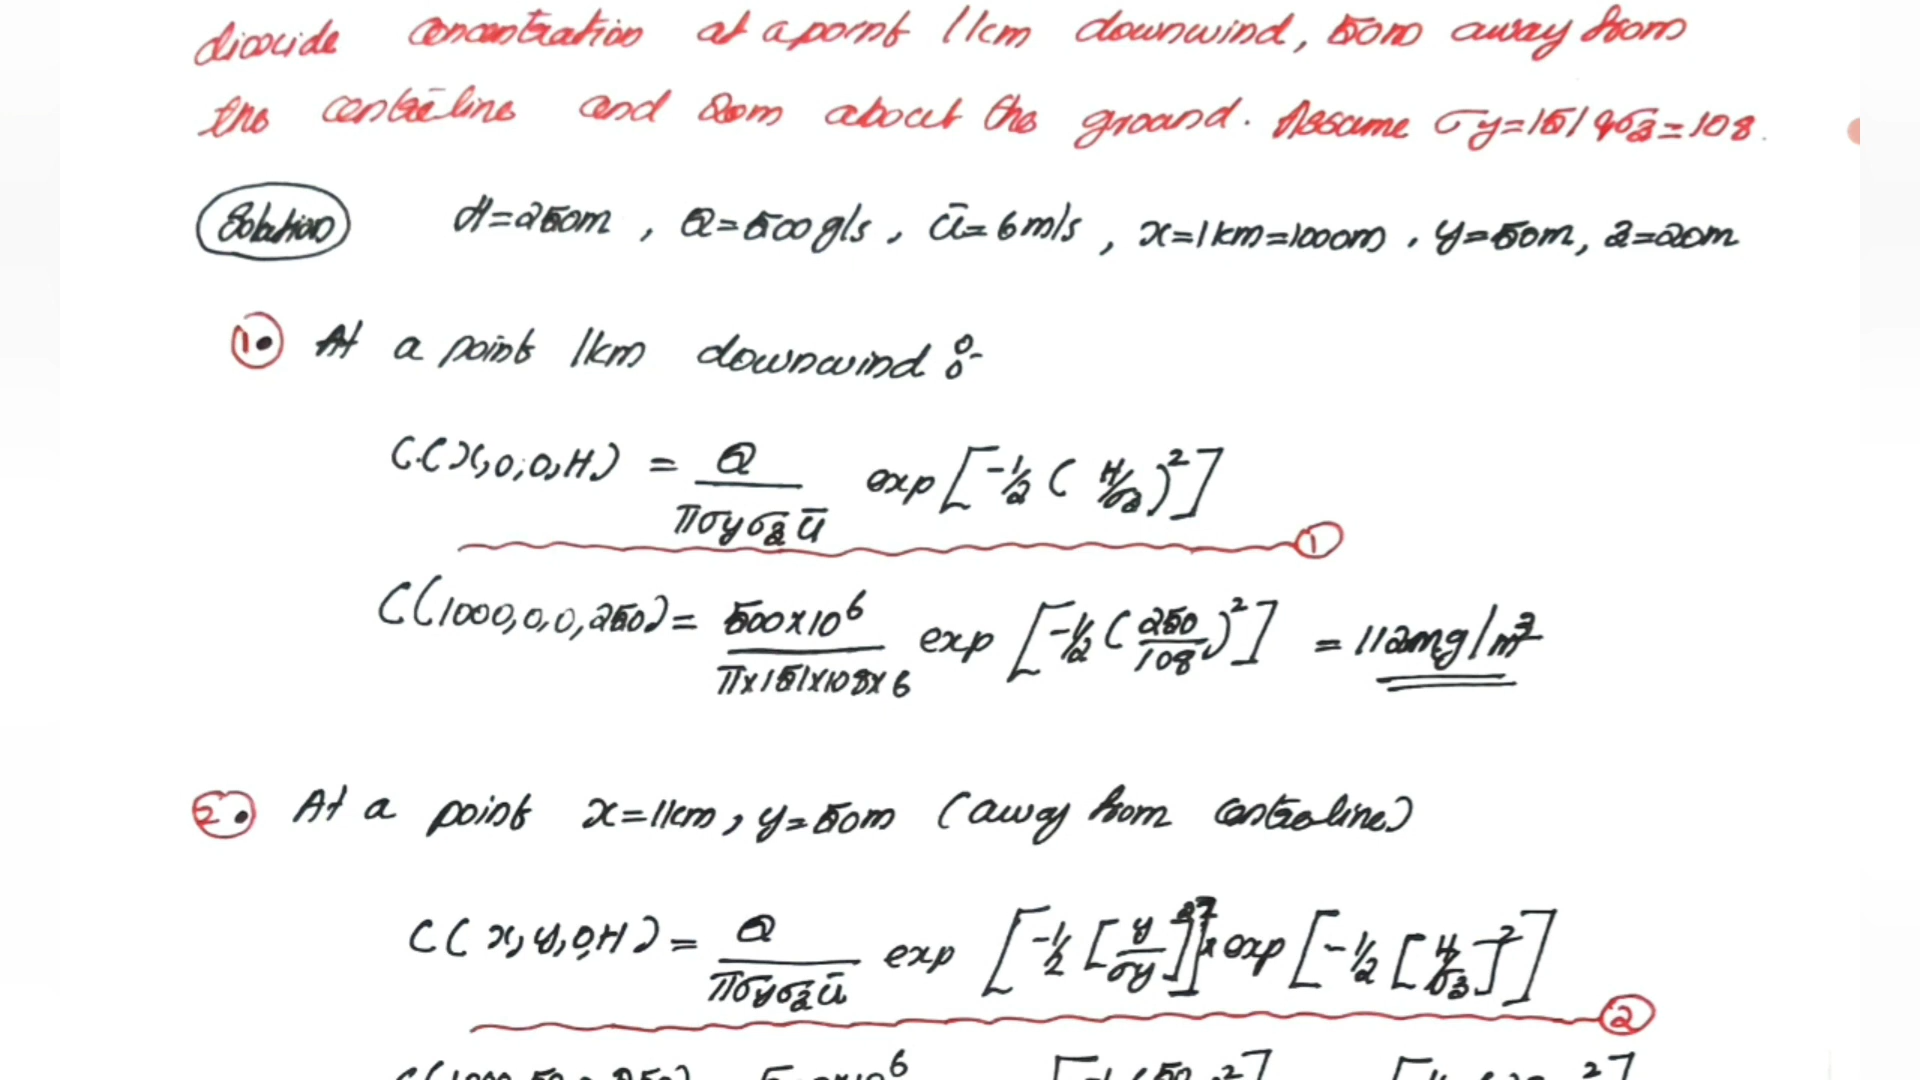 dioxide concentration at a point 1km downwind, 50m away from
the centreline and 20m about the ground. Assume σy=151 & σz=108.
Solution H=250m, Q=500g/s, ū=6m/s, x=1km=1000m, y=50m, z=20m
1. At a point 1km downwind :-
C(x,0,0,H) = Q/(πσyσzū) exp[-1/2 (H/σz)²]
1
C(1000,0,0,250) = 500×10⁶/(π×151×108×6) exp[-1/2 (250/108)²] = 112mg/m³
2. At a point x=1km, y=50m (away from centreline)
C(x,y,0,H) = Q/(πσyσzū) exp[-1/2 [y/σy]²] × exp[-1/2 [H/σz]²]
2